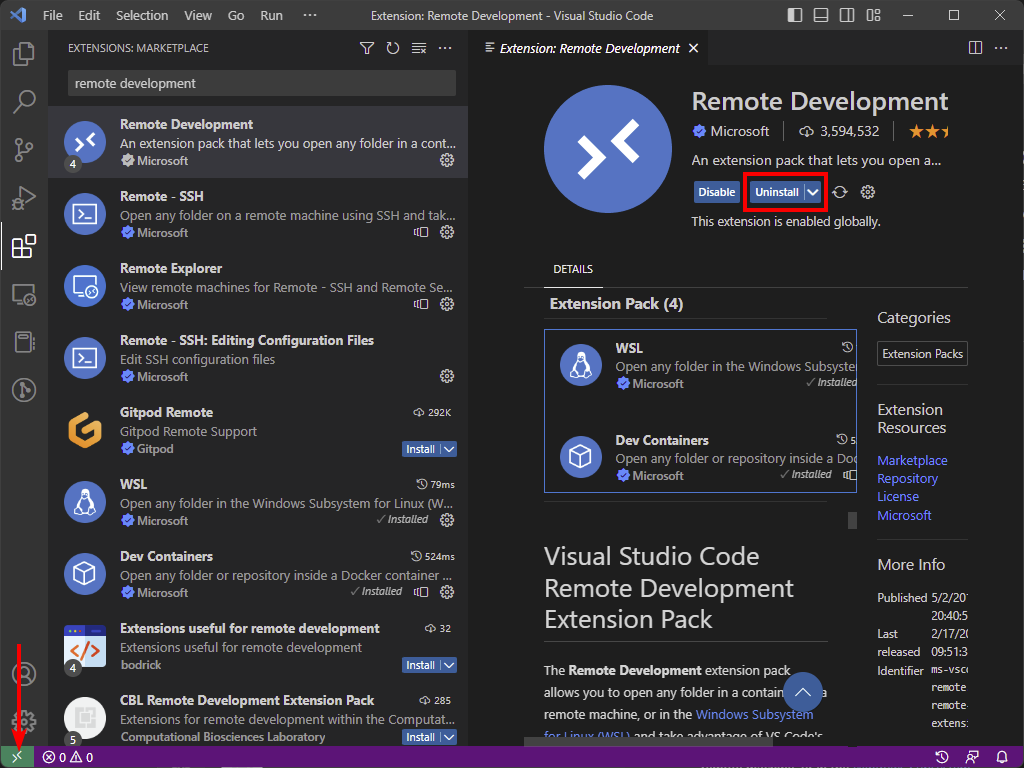 File Edit Selection View Go Run ··· Extension: Remote Development - Visual Studio Code
EXTENSIONS: MARKETPLACE
remote development
Remote Development
An extension pack that lets you open any folder in a cont...
Microsoft
4
Remote - SSH
Open any folder on a remote machine using SSH and tak...
Microsoft
Remote Explorer
View remote machines for Remote - SSH and Remote Se...
Microsoft
Remote - SSH: Editing Configuration Files
Edit SSH configuration files
Microsoft
Gitpod Remote 292K
Gitpod Remote Support
Gitpod Install
WSL 79ms
Open any folder in the Windows Subsystem for Linux (W...
Microsoft Installed
Dev Containers 524ms
Open any folder or repository inside a Docker container ...
Microsoft Installed
Extensions useful for remote development 32
Extensions useful for remote development
bodrick Install
4
CBL Remote Development Extension Pack 285
Extensions for remote development within the Computat...
Computational Biosciences Laboratory Install
5
Extension: Remote Development
Remote Development
Microsoft 3,594,532
An extension pack that lets you open a...
Disable Uninstall
This extension is enabled globally.
DETAILS
Extension Pack (4)
WSL
Open any folder in the Windows Subsyste
Microsoft Installed
Dev Containers 5
Open any folder or repository inside a Doc
Microsoft Installed
Visual Studio Code
Remote Development
Extension Pack
The Remote Development extension pack
allows you to open any folder in a contain a
remote machine, or in the Windows Subsystem
for Linux (WSL) and take advantage of VS Code's
Categories
Extension Packs
Extension
Resources
Marketplace
Repository
License
Microsoft
More Info
Published 5/2/201
20:40:5
Last 2/17/20
released 09:51:3
Identifier ms-vsco
remote
remote-
extens:
0 0